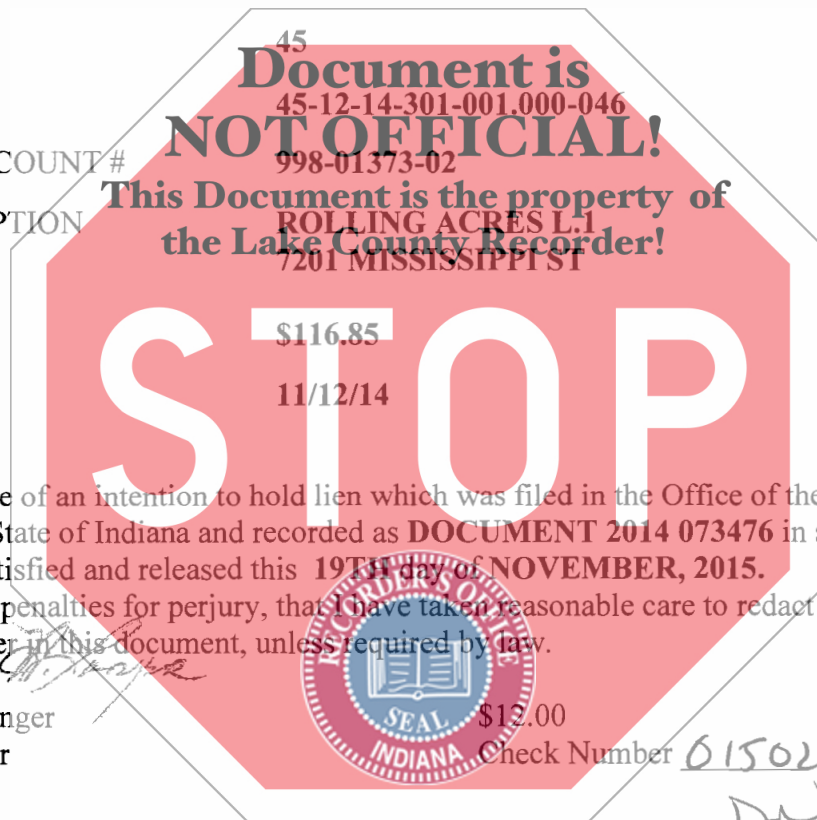 45
Document is
45-12-14-301-001.000-046
NOT OFFICIAL!
COUNT # 998-01373-02
This Document is the property of
PTION ROLLING ACRES L.1
the Lake County Recorder!
7201 MISSISSIPPI ST
STOP
$116.85
11/12/14
e of an intention to hold lien which was filed in the Office of the
State of Indiana and recorded as DOCUMENT 2014 073476 in s
tisfied and released this 19TH day of NOVEMBER, 2015.
penalties for perjury, that I have taken reasonable care to redact
er in this document, unless required by law.
RECORDER'S OFFICE
SEAL
INDIANA
nger $12.00
r Check Number 01502